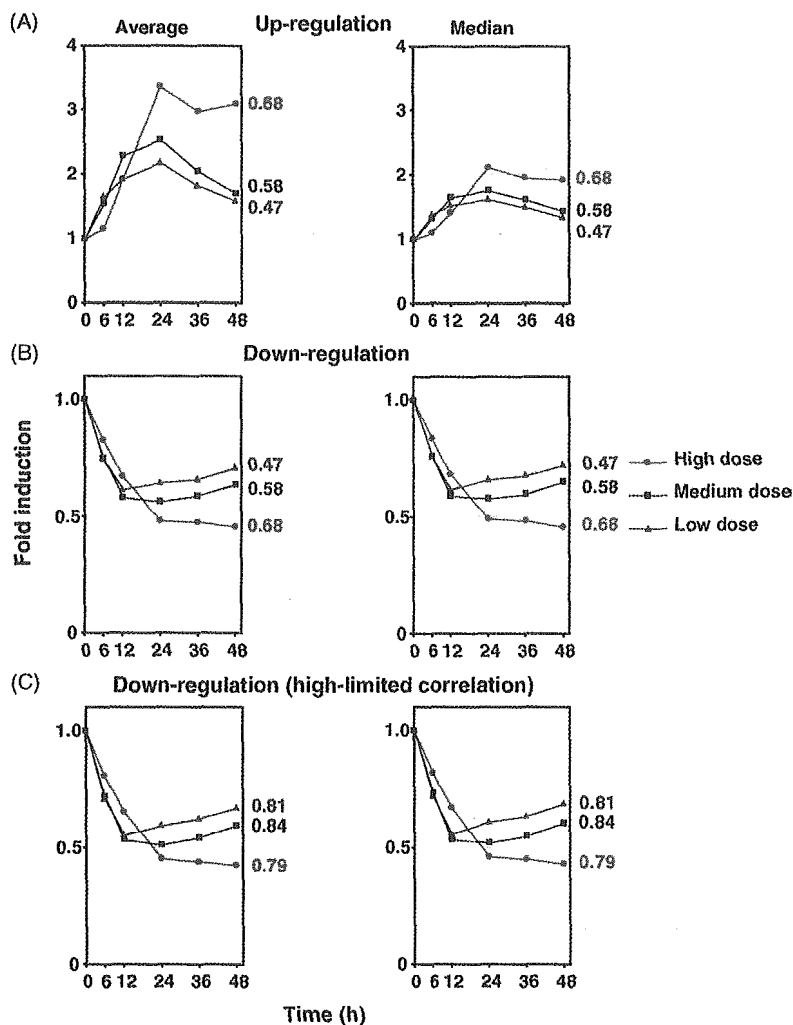 (A)
Up-regulation
Average
Median
4
3
2
1
0
0.68
0.58
0.47
0 6 12 24 36 48
4
3
2
1
0
0.68
0.58
0.47
0 6 12 24 36 48
(B)
Down-regulation
Fold induction
1.0
0.5
0
0.47
0.58
0.68
0 6 12 24 36 48
1.0
0.5
0
0.47
0.58
0.68
0 6 12 24 36 48
High dose
Medium dose
Low dose
(C)
Down-regulation (high-limited correlation)
1.0
0.5
0
0.81
0.84
0.79
0 6 12 24 36 48
1.0
0.5
0
0.81
0.84
0.79
0 6 12 24 36 48
Time (h)